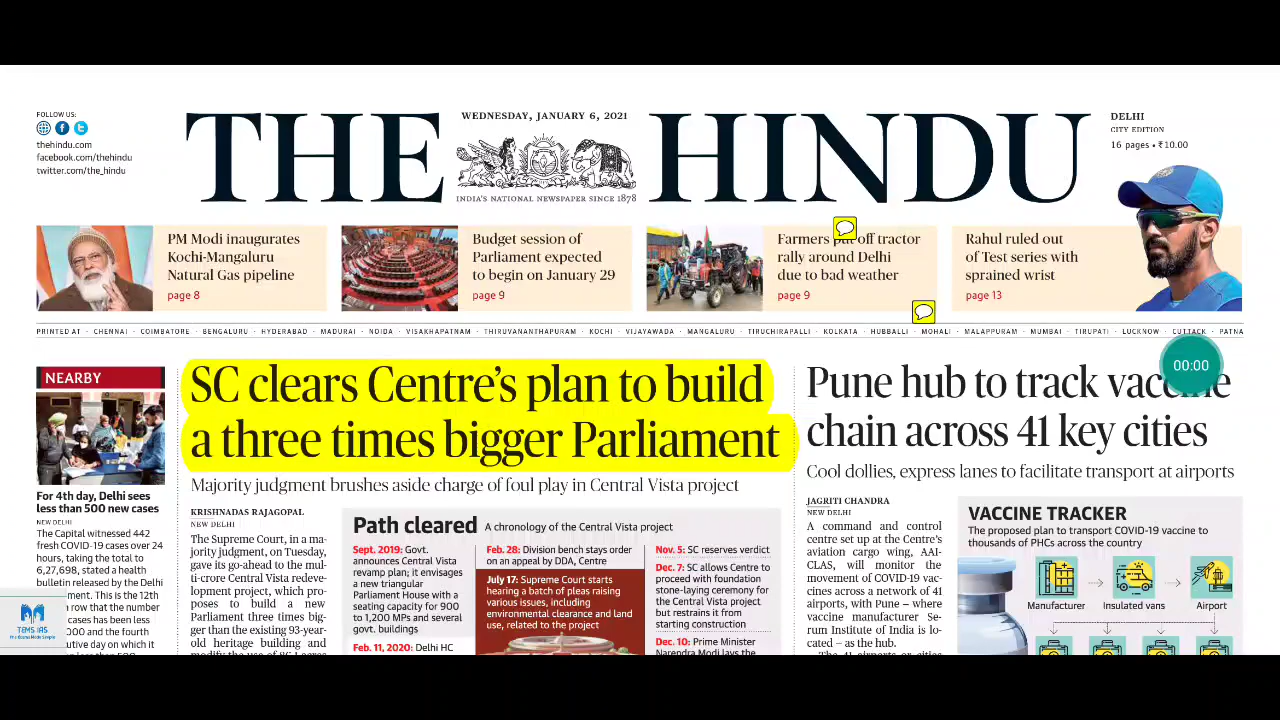 FOLLOW US:
thehindu.com
facebook.com/thehindu
twitter.com/the_hindu
THE HINDU
WEDNESDAY, JANUARY 6, 2021
INDIA'S NATIONAL NEWSPAPER SINCE 1878
DELHI
CITY EDITION
16 pages • ₹10.00
PM Modi inaugurates
Kochi-Mangaluru
Natural Gas pipeline
page 8
Budget session of
Parliament expected
to begin on January 29
page 9
Farmers put off tractor
rally around Delhi
due to bad weather
page 9
Rahul ruled out
of Test series with
sprained wrist
page 13
PRINTED AT · CHENNAI · COIMBATORE · BENGALURU · HYDERABAD · MADURAI · NOIDA · VISAKHAPATNAM · THIRUVANANTHAPURAM · KOCHI · VIJAYAWADA · MANGALURU · TIRUCHIRAPALLI · KOLKATA · HUBBALLI · MOHALI · MALAPPURAM · MUMBAI · TIRUPATI · LUCKNOW · CUTTACK · PATNA
NEARBY
For 4th day, Delhi sees
less than 500 new cases
NEW DELHI
The Capital witnessed 442
fresh COVID-19 cases over 24
hours, taking the total to
6,27,698, stated a health
bulletin released by the Delhi
ment. This is the 12th
row that the number
cases has been less
000 and the fourth
utive day on which it
TEMS IAS
SC clears Centre's plan to build
a three times bigger Parliament
Majority judgment brushes aside charge of foul play in Central Vista project
KRISHNADAS RAJAGOPAL
NEW DELHI
The Supreme Court, in a ma-
jority judgment, on Tuesday,
gave its go-ahead to the mul-
ti-crore Central Vista redeve-
lopment project, which pro-
poses to build a new
Parliament three times big-
ger than the existing 93-year-
old heritage building and
Path cleared A chronology of the Central Vista project
Sept. 2019: Govt.
announces Central Vista
revamp plan; it envisages
a new triangular
Parliament House with a
seating capacity for 900
to 1,200 MPs and several
govt. buildings
Feb. 11, 2020: Delhi HC
Feb. 28: Division bench stays order
on an appeal by DDA, Centre
July 17: Supreme Court starts
hearing a batch of pleas raising
various issues, including
environmental clearance and land
use, related to the project
Nov. 5: SC reserves verdict
Dec. 7: SC allows Centre to
proceed with foundation
stone-laying ceremony for
the Central Vista project
but restrains it from
starting construction
Dec. 10: Prime Minister
Narendra Modi lays the
Pune hub to track vaccine
chain across 41 key cities
Cool dollies, express lanes to facilitate transport at airports
00:00
JAGRITI CHANDRA
NEW DELHI
A command and control
centre set up at the Centre's
aviation cargo wing, AAI-
CLAS, will monitor the
movement of COVID-19 vac-
cines across a network of 41
airports, with Pune – where
vaccine manufacturer Se-
rum Institute of India is lo-
cated – as the hub.
VACCINE TRACKER
The proposed plan to transport COVID-19 vaccine to
thousands of PHCs across the country
Manufacturer
Insulated vans
Airport